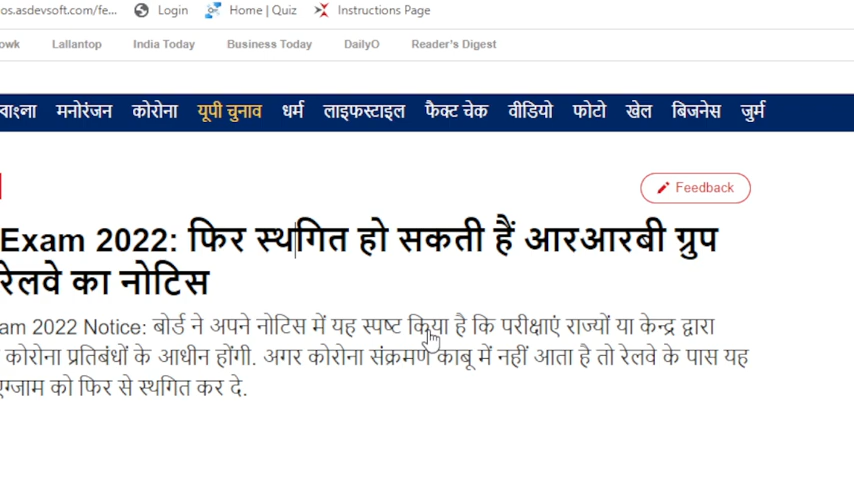 os.asdevsoft.com/fe... Login Home | Quiz Instructions Page
owk Lallantop India Today Business Today DailyO Reader's Digest
बांग्ला मनोरंजन कोरोना यूपी चुनाव धर्म लाइफस्टाइल फैक्ट चेक वीडियो फोटो खेल बिजनेस जुर्म
Feedback
Exam 2022: फिर स्थगित हो सकती हैं आरआरबी ग्रुप
रेलवे का नोटिस
am 2022 Notice: बोर्ड ने अपने नोटिस में यह स्पष्ट किया है कि परीक्षाएं राज्यों या केन्द्र द्वारा
कोरोना प्रतिबंधों के आधीन होंगी. अगर कोरोना संक्रमण काबू में नहीं आता है तो रेलवे के पास यह
एग्जाम को फिर से स्थगित कर दे.